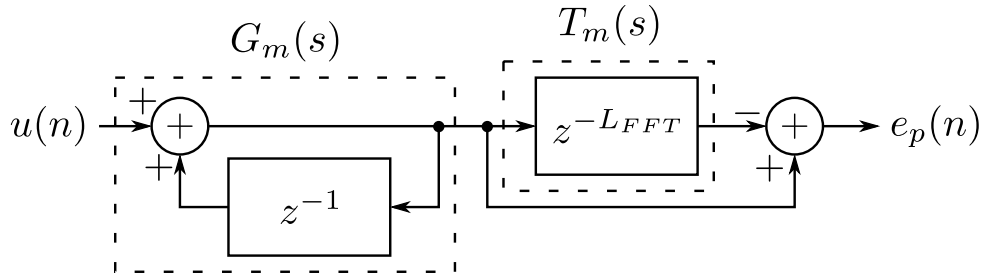 G_m(s)
T_m(s)
u(n)
+
+
+
z^{-1}
z^{-L_{FFT}}
−
+
+
e_p(n)